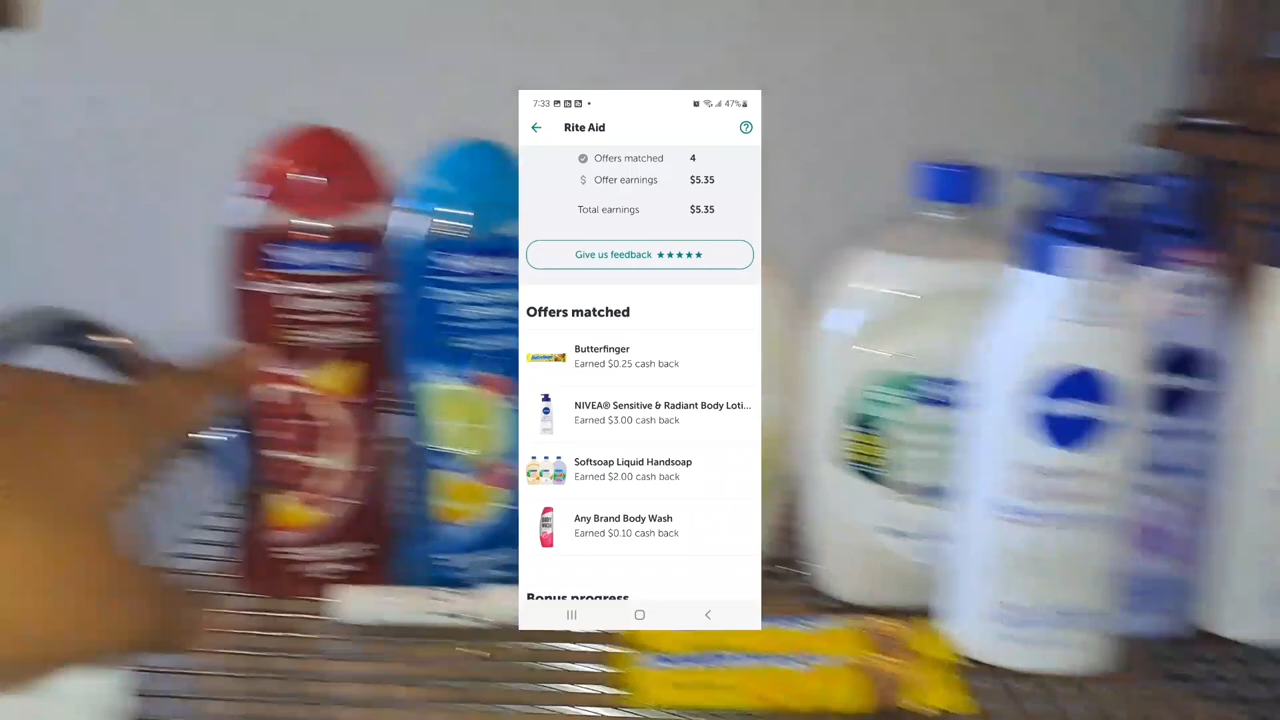 7:33
47%
Rite Aid
Offers matched 4
$ Offer earnings $5.35
Total earnings $5.35
Give us feedback ★★★★★
Offers matched
Butterfinger
Earned $0.25 cash back
NIVEA® Sensitive & Radiant Body Loti...
Earned $3.00 cash back
Softsoap Liquid Handsoap
Earned $2.00 cash back
Any Brand Body Wash
Earned $0.10 cash back
Bonus progress